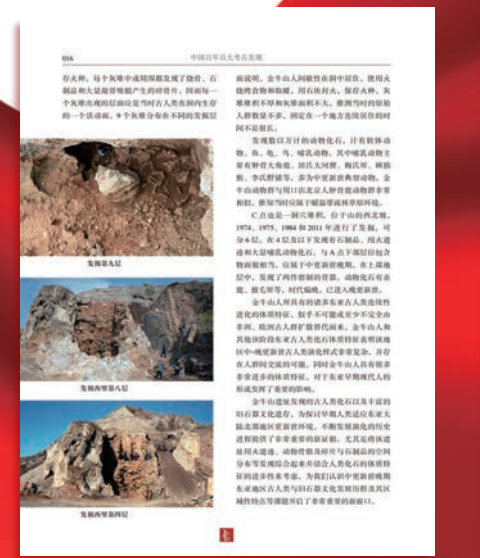 016
中国百年百大考古发现
存火种。每个灰堆中或周围都发现了烧骨、石
制品和大量敲骨吸髓产生的碎骨片，因而每一
个灰堆出现的层面应是当时古人类在洞内生存
的一个活动面。9个灰堆分布在不同的发掘层
发掘第九层
发掘西壁第八层
发掘西壁第四层
面说明，金牛山人间歇性在洞中居住，使用火
烧烤食物和取暖，用石块封火，保存火种。灰
堆堆积不厚和灰堆面积不大，推测当时的原始
人群数量不多，固定在一个地方连续居住的时
间不是很长。
发现数以万计的动物化石，计有软体动
物、鱼、龟、鸟、哺乳动物。其中哺乳动物主
要有肿骨大角鹿、居氏大河狸、梅氏犀、硕猕
猴、李氏野猪等，多为中更新世典型动物。金
牛山动物群与周口店北京人肿骨鹿动物群非常
相似，推知当时应属于暖温带疏林草原环境。
C点也是一洞穴堆积，位于山的西北坡。
1974、1975、1984和2011年进行了发掘，可
分6层。在4层及以下发现有石制品、用火遗
迹和大量哺乳动物化石，与A点下部层位包含
物面貌相当，应属于中更新世晚期。在上部地
层中，发现了两件磨制的骨器，动物化石有赤
鹿、披毛犀等，时代偏晚，已进入晚更新世。
金牛山人所具有的诸多东亚古人类连续性
进化的体质特征，似乎不可能或至少不完全由
非洲、欧洲古人群扩散替代而来。金牛山人和
其他该阶段东亚古人类化石体质特征表明该地
区中-晚更新世古人类演化样式非常复杂，并存
在人群间交流的可能。同时金牛山人具有很多
非常进步的体质特征，对于东亚早期现代人的
形成发挥了重要的影响。
金牛山遗址发现的古人类化石以及丰富的
旧石器文化遗存，为探讨早期人类适应东亚大
陆北部地区更新世环境、不断发展演化的历史
进程提供了非常重要的新证据。尤其是将该遗
址用火遗迹、动物骨骼及碎片与石制品的空间
分布等发现综合起来并结合人类化石的体质特
征的进步性来考虑，为我们认识中更新世晚期
东亚地区古人类与旧石器文化发展历程及其区
域性特点等课题开启了非常重要的新窗口。